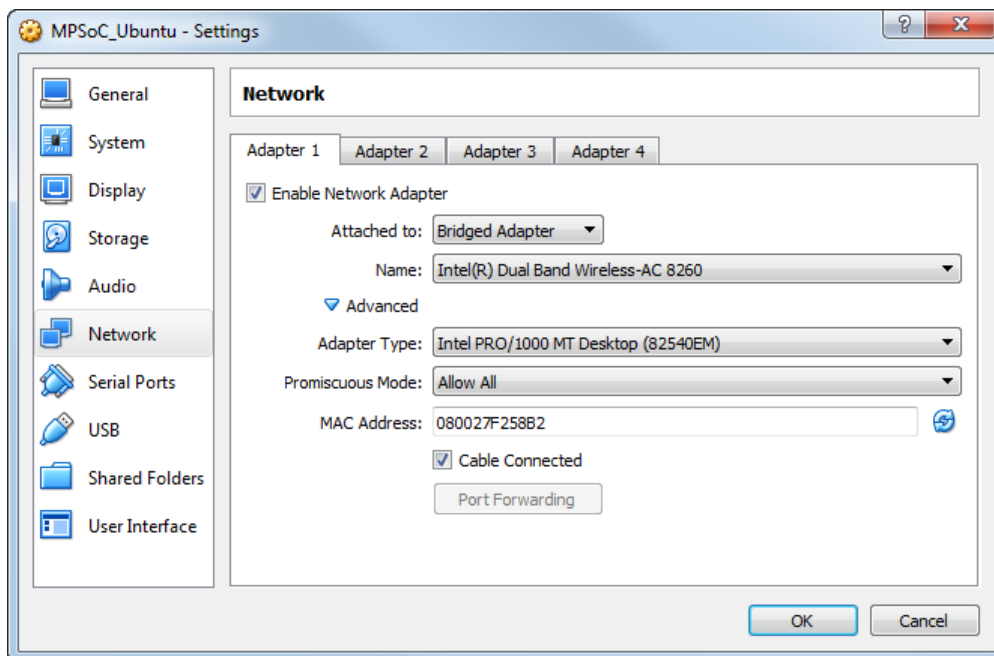 MPSoC_Ubuntu - Settings
?
X
General
System
Display
Storage
Audio
Network
Serial Ports
USB
Shared Folders
User Interface
Network
Adapter 1 Adapter 2 Adapter 3 Adapter 4
Enable Network Adapter
Attached to: Bridged Adapter
Name: Intel(R) Dual Band Wireless-AC 8260
Advanced
Adapter Type: Intel PRO/1000 MT Desktop (82540EM)
Promiscuous Mode: Allow All
MAC Address: 080027F258B2
Cable Connected
Port Forwarding
OK Cancel